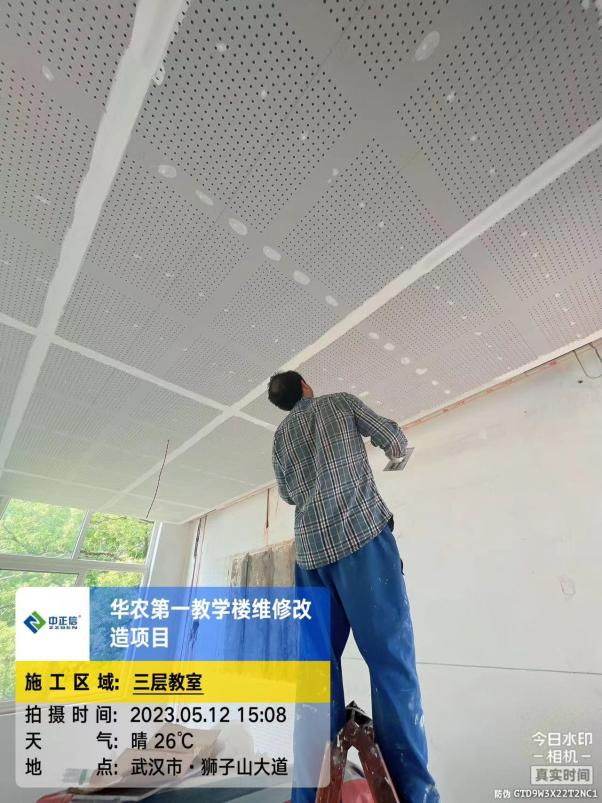 中正信
ZZSEN
华农第一教学楼维修改
造项目
施工区域: 三层教室
拍摄时间: 2023.05.12 15:08
天气: 晴 26℃
地点: 武汉市·狮子山大道
今日水印
-相机-
真实时间
防伪 GTD9W3X22T2NC1